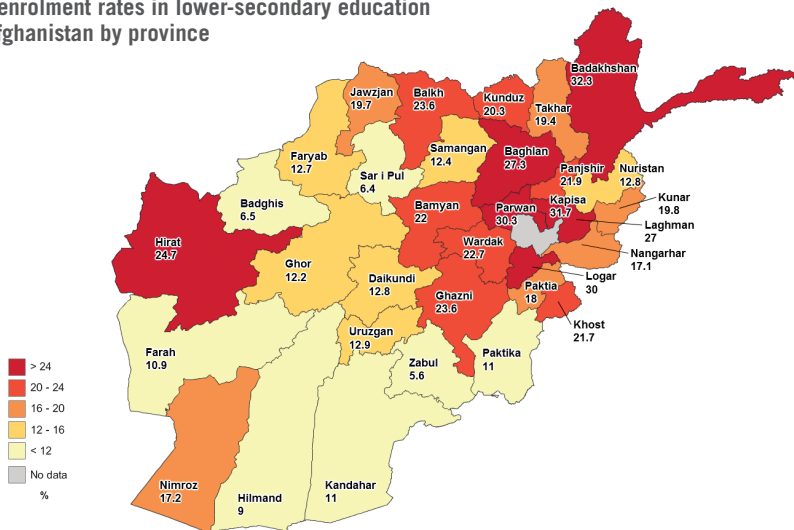 enrolment rates in lower-secondary education
fghanistan by province
Badakhshan
32.3
Jawzjan
19.7
Balkh
23.6
Kunduz
20.3
Takhar
19.4
Faryab
12.7
Samangan
12.4
Baghlan
27.3
Panjshir
21.9
Nuristan
12.8
Sar i Pul
6.4
Kunar
19.8
Badghis
6.5
Bamyan
22
Parwan
30.3
Kapisa
31.7
Laghman
27
Hirat
24.7
Wardak
22.7
Nangarhar
17.1
Ghor
12.2
Daikundi
12.8
Logar
30
Ghazni
23.6
Paktia
18
Khost
21.7
Uruzgan
12.9
Farah
10.9
Zabul
5.6
Paktika
11
> 24
20 - 24
16 - 20
12 - 16
< 12
No data
%
Nimroz
17.2
Hilmand
9
Kandahar
11